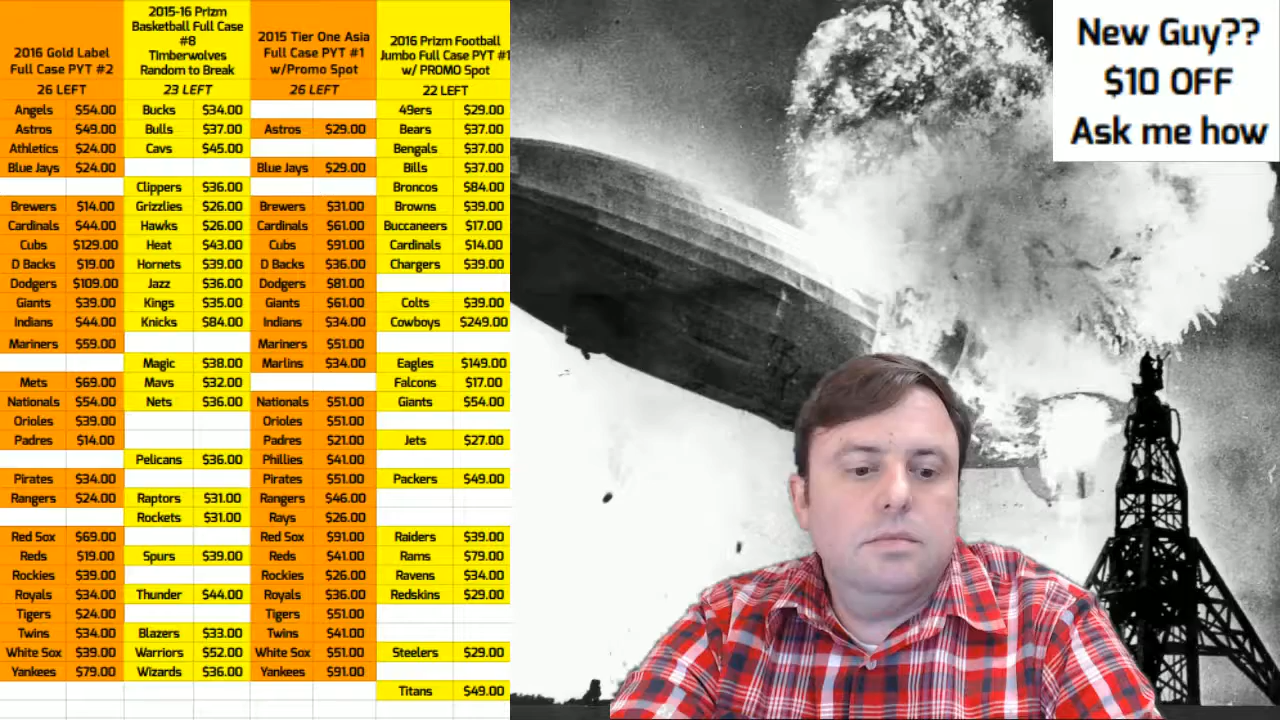 2016 Gold Label
Full Case PYT #2
26 LEFT
Angels $54.00
Astros $49.00
Athletics $24.00
Blue Jays $24.00
Brewers $14.00
Cardinals $44.00
Cubs $129.00
D Backs $19.00
Dodgers $109.00
Giants $39.00
Indians $44.00
Mariners $59.00
Mets $69.00
Nationals $54.00
Orioles $39.00
Padres $14.00
Pirates $34.00
Rangers $24.00
Red Sox $69.00
Reds $19.00
Rockies $39.00
Royals $34.00
Tigers $24.00
Twins $34.00
White Sox $39.00
Yankees $79.00
2015-16 Prizm
Basketball Full Case
#8
Timberwolves
Random to Break
23 LEFT
Bucks $34.00
Bulls $37.00
Cavs $45.00
Clippers $36.00
Grizzlies $26.00
Hawks $26.00
Heat $43.00
Hornets $39.00
Jazz $36.00
Kings $35.00
Knicks $84.00
Magic $38.00
Mavs $32.00
Nets $36.00
Pelicans $36.00
Raptors $31.00
Rockets $31.00
Spurs $39.00
Thunder $44.00
Blazers $33.00
Warriors $52.00
Wizards $36.00
2015 Tier One Asia
Full Case PYT #1
w/Promo Spot
26 LEFT
Astros $29.00
Blue Jays $29.00
Brewers $31.00
Cardinals $61.00
Cubs $91.00
D Backs $36.00
Dodgers $81.00
Giants $61.00
Indians $34.00
Mariners $51.00
Marlins $34.00
Nationals $51.00
Orioles $51.00
Padres $21.00
Phillies $41.00
Pirates $51.00
Rangers $46.00
Rays $26.00
Red Sox $91.00
Reds $41.00
Rockies $26.00
Royals $36.00
Tigers $51.00
Twins $41.00
White Sox $51.00
Yankees $91.00
2016 Prizm Football
Jumbo Full Case PYT #1
w/ PROMO Spot
22 LEFT
49ers $29.00
Bears $37.00
Bengals $37.00
Bills $37.00
Broncos $84.00
Browns $39.00
Buccaneers $17.00
Cardinals $14.00
Chargers $39.00
Colts $39.00
Cowboys $249.00
Eagles $149.00
Falcons $17.00
Giants $54.00
Jets $27.00
Packers $49.00
Raiders $39.00
Rams $79.00
Ravens $34.00
Redskins $29.00
Steelers $29.00
Titans $49.00
New Guy??
$10 OFF
Ask me how